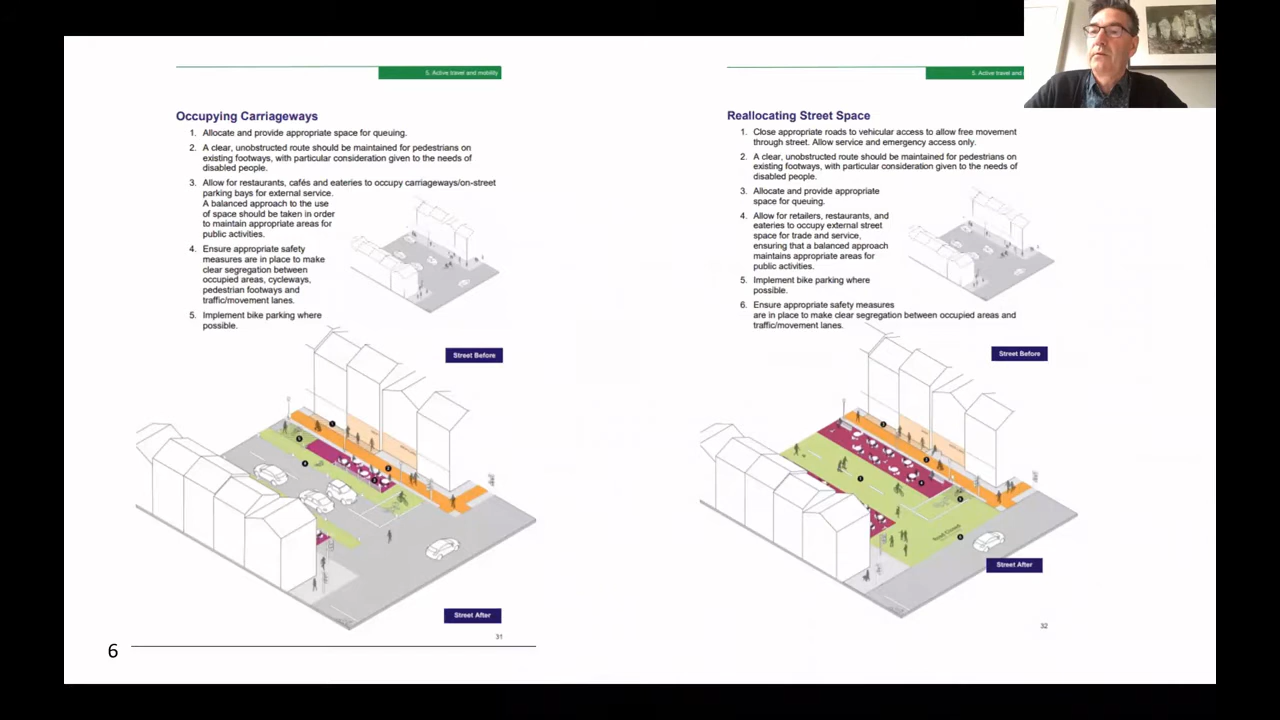 5. Active travel and mobility
Occupying Carriageways
1. Allocate and provide appropriate space for queuing.
2. A clear, unobstructed route should be maintained for pedestrians on
existing footways, with particular consideration given to the needs of
disabled people.
3. Allow for restaurants, cafés and eateries to occupy carriageways/on-street
parking bays for external service.
A balanced approach to the use
of space should be taken in order
to maintain appropriate areas for
public activities.
4. Ensure appropriate safety
measures are in place to make
clear segregation between
occupied areas, cycleways,
pedestrian footways and
traffic/movement lanes.
5. Implement bike parking where
possible.
Street Before
Street After
31
6
5. Active travel and
Reallocating Street Space
1. Close appropriate roads to vehicular access to allow free movement
through street. Allow service and emergency access only.
2. A clear, unobstructed route should be maintained for pedestrians on
existing footways, with particular consideration given to the needs of
disabled people.
3. Allocate and provide appropriate
space for queuing.
4. Allow for retailers, restaurants, and
eateries to occupy external street
space for trade and service,
ensuring that a balanced approach
maintains appropriate areas for
public activities.
5. Implement bike parking where
possible.
6. Ensure appropriate safety measures
are in place to make clear segregation between occupied areas and
traffic/movement lanes.
Street Before
Road Closed
Street After
32